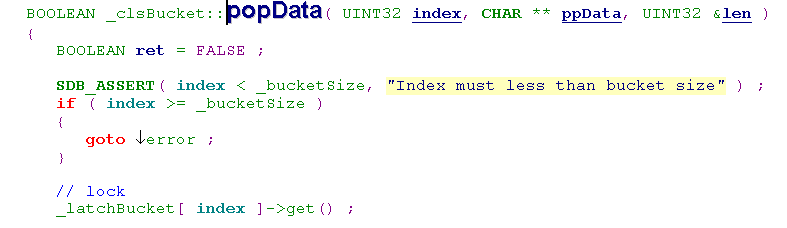 BOOLEAN _clsBucket::popData( UINT32 index, CHAR ** ppData, UINT32 &len )
{
BOOLEAN ret = FALSE ;
SDB_ASSERT( index < _bucketSize, "Index must less than bucket size" ) ;
if ( index >= _bucketSize )
{
goto ↓error ;
}
// lock
_latchBucket[ index ]->get() ;